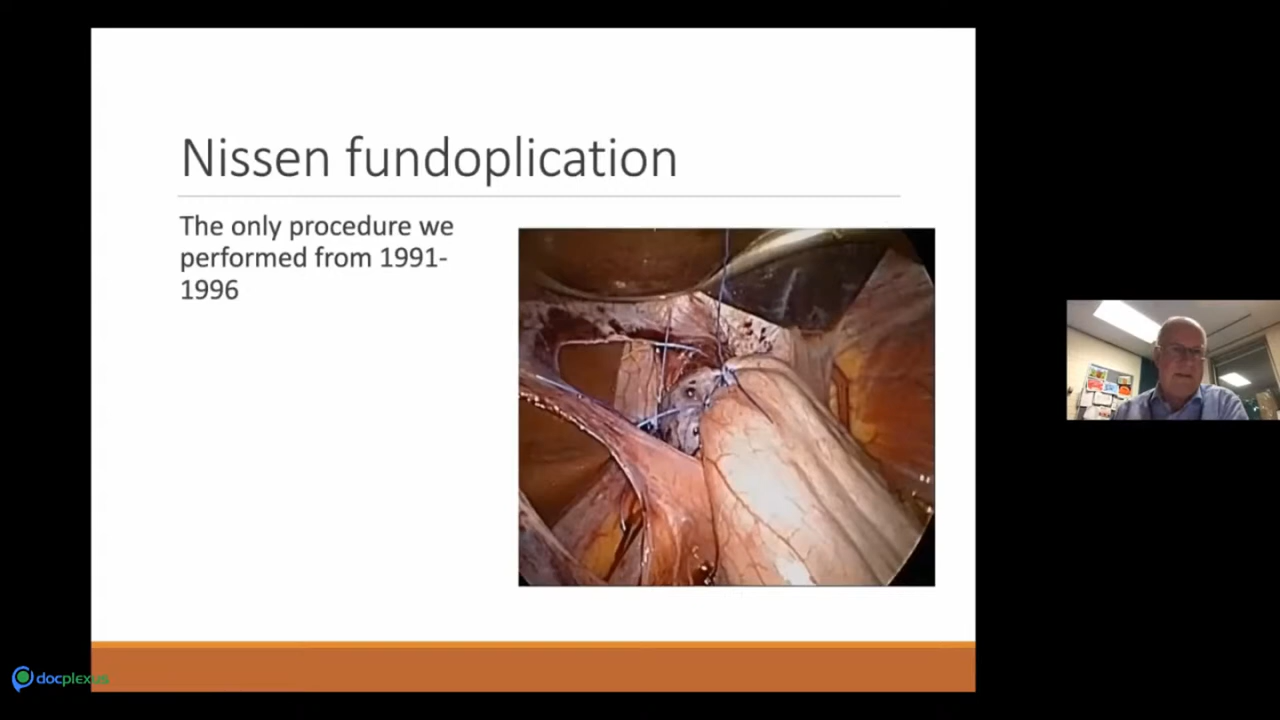 Nissen fundoplication
The only procedure we
performed from 1991-
1996
docplexus